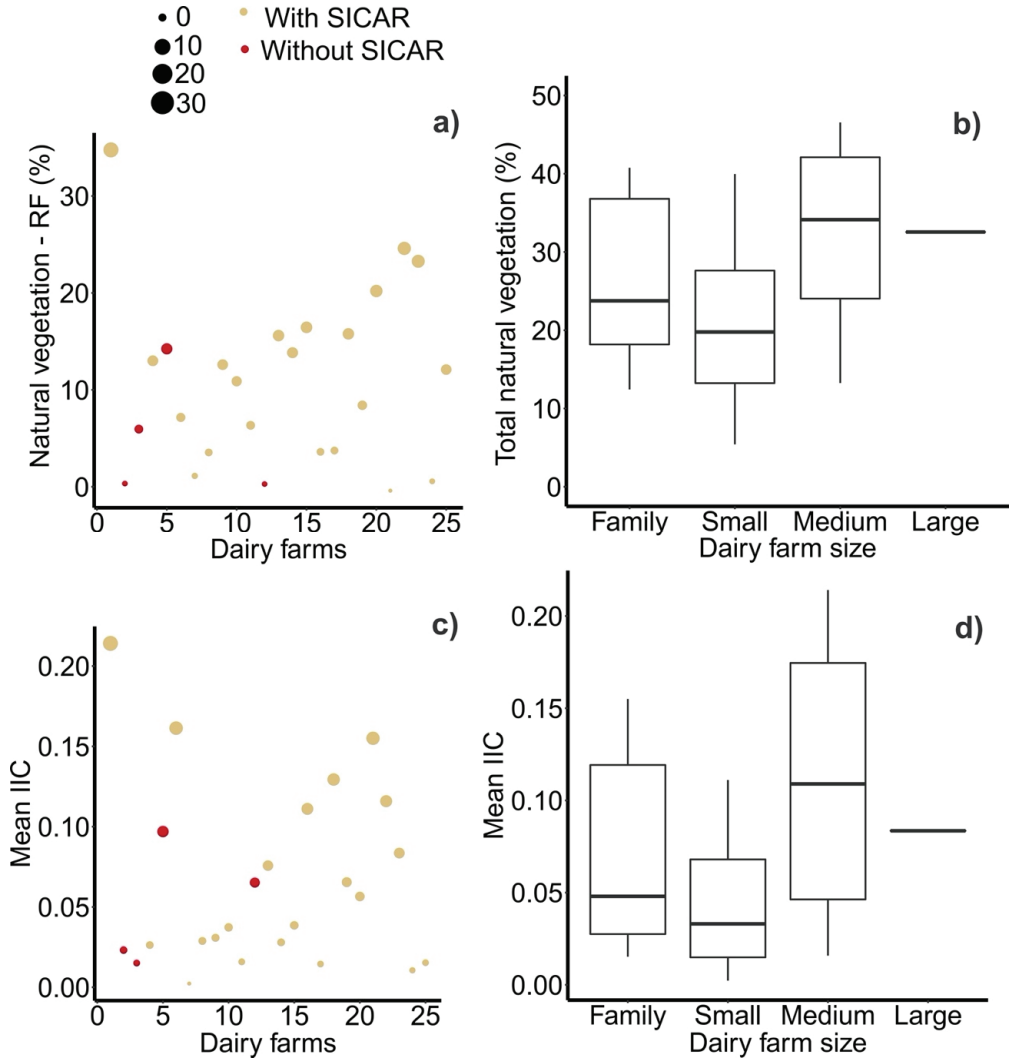 0
10
20
30
With SICAR
Without SICAR
a)
Natural vegetation - RF (%)
30
20
10
0
0 5 10 15 20 25
Dairy farms
b)
Total natural vegetation (%)
50
40
30
20
10
0
Family Small Medium Large
Dairy farm size
c)
Mean IIC
0.20
0.15
0.10
0.05
0.00
0 5 10 15 20 25
Dairy farms
d)
Mean IIC
0.20
0.15
0.10
0.05
0.00
Family Small Medium Large
Dairy farm size